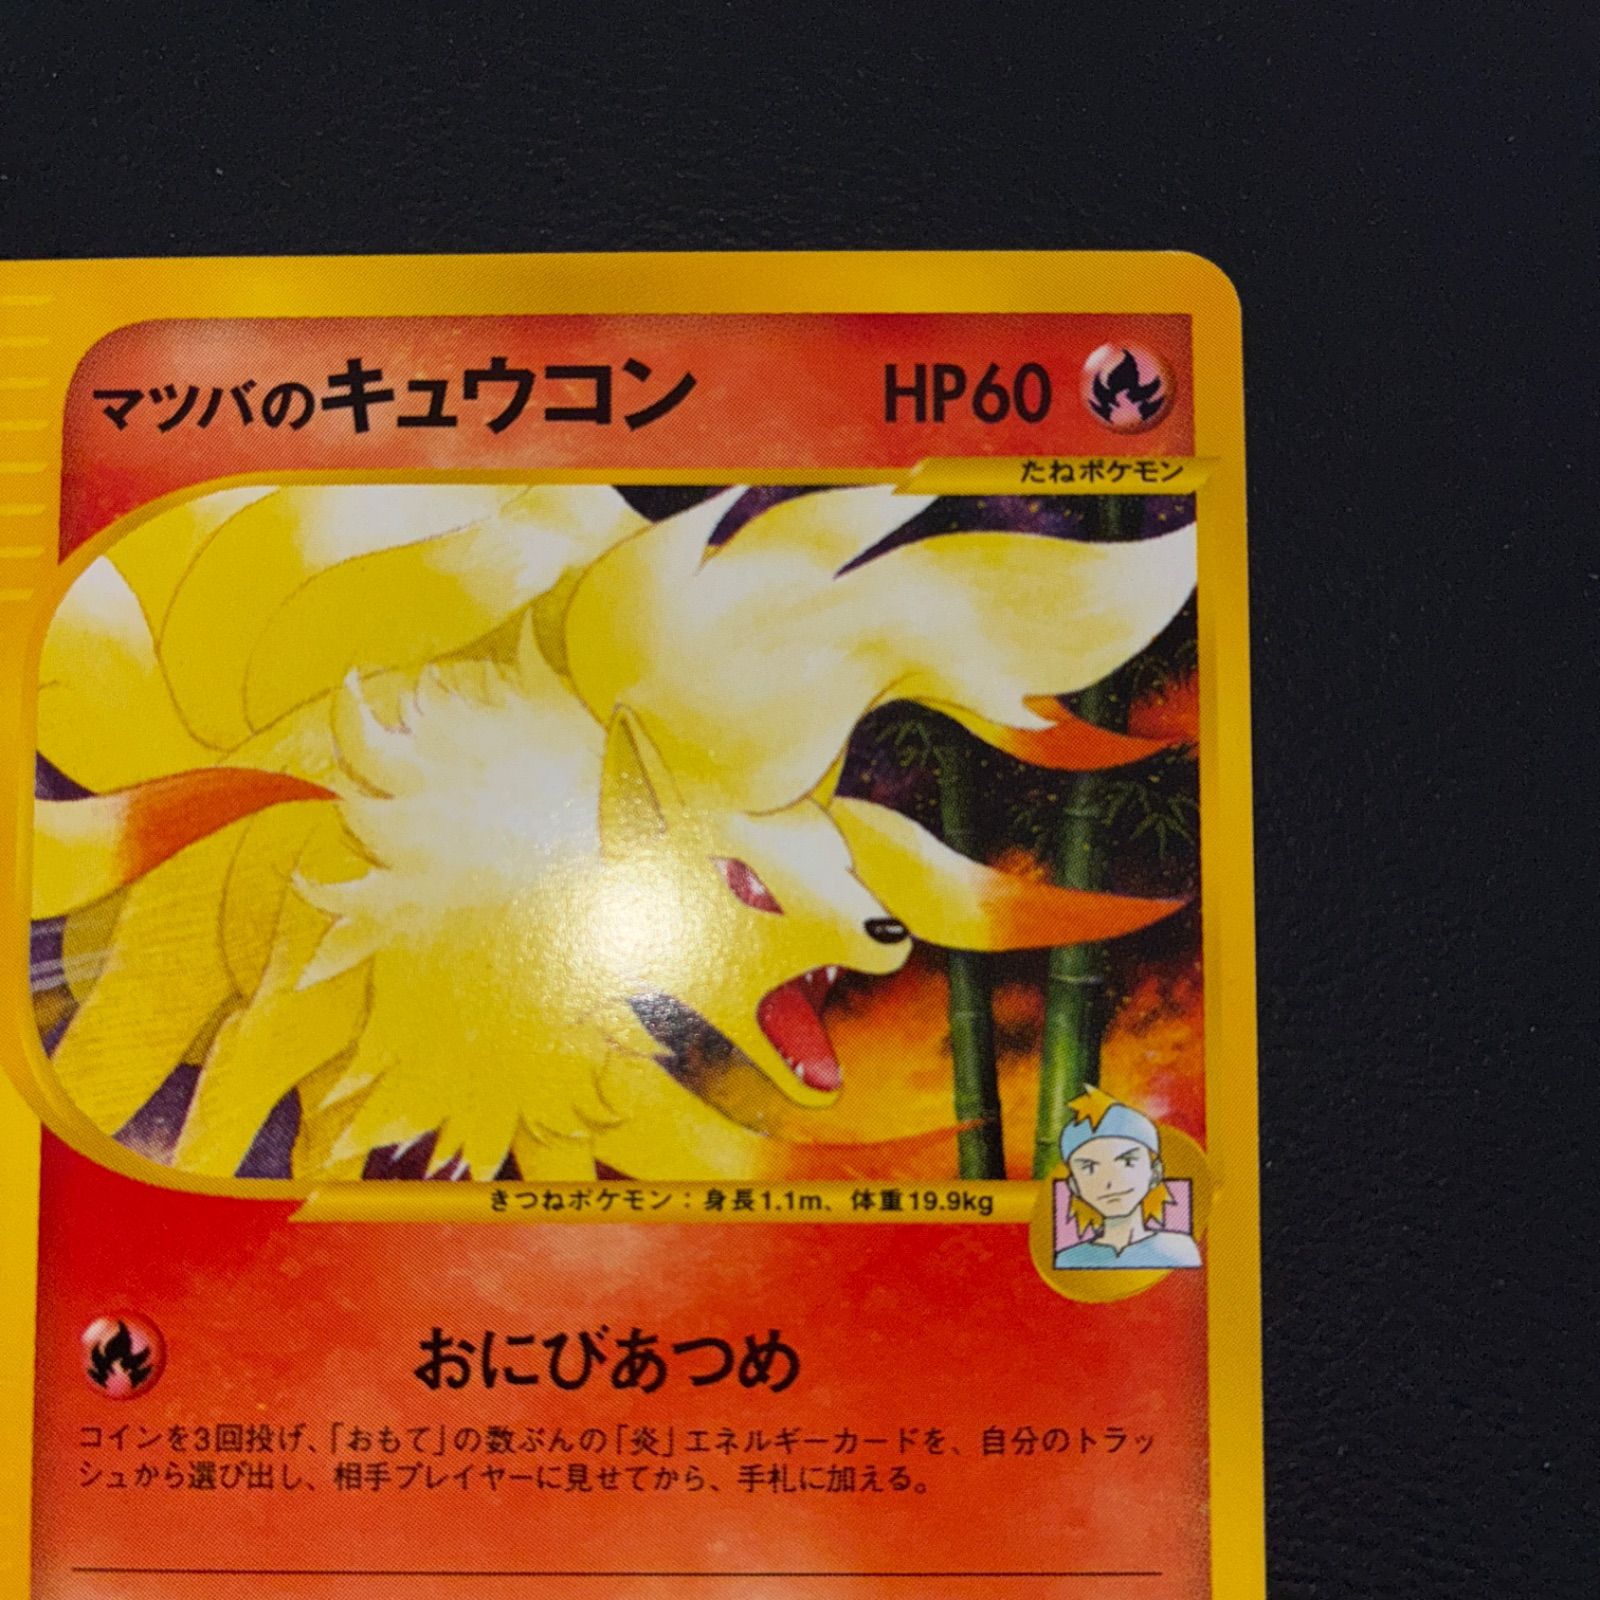 マツバのキュウコン HP60
たねポケモン
きつねポケモン：身長1.1m、体重19.9kg
おにびあつめ
コインを3回投げ、「おもて」の数ぶんの「炎」エネルギーカードを、自分のトラッ
シュから選び出し、相手プレイヤーに見せてから、手札に加える。